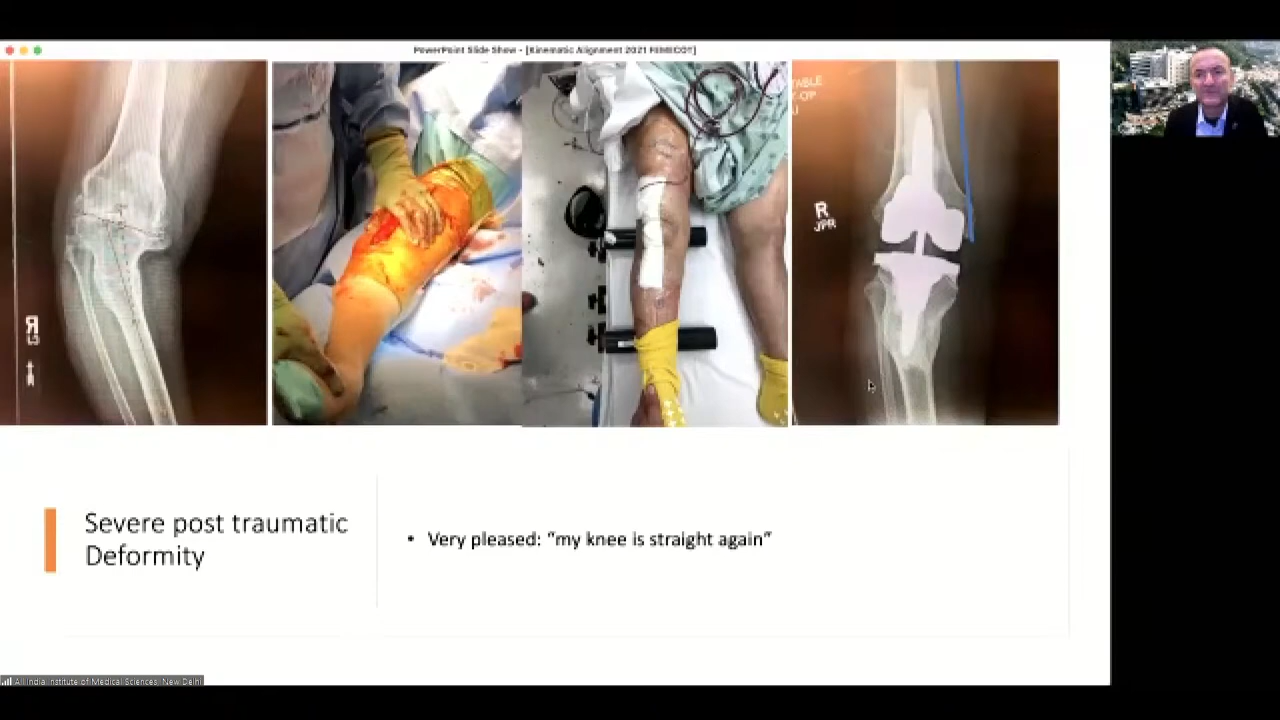 PowerPoint Slide Show - [Kinematic Alignment 2021 FEMECOT]
R
JPR
Severe post traumatic
Deformity
• Very pleased: “my knee is straight again”
All India Institute of Medical Sciences, New Delhi